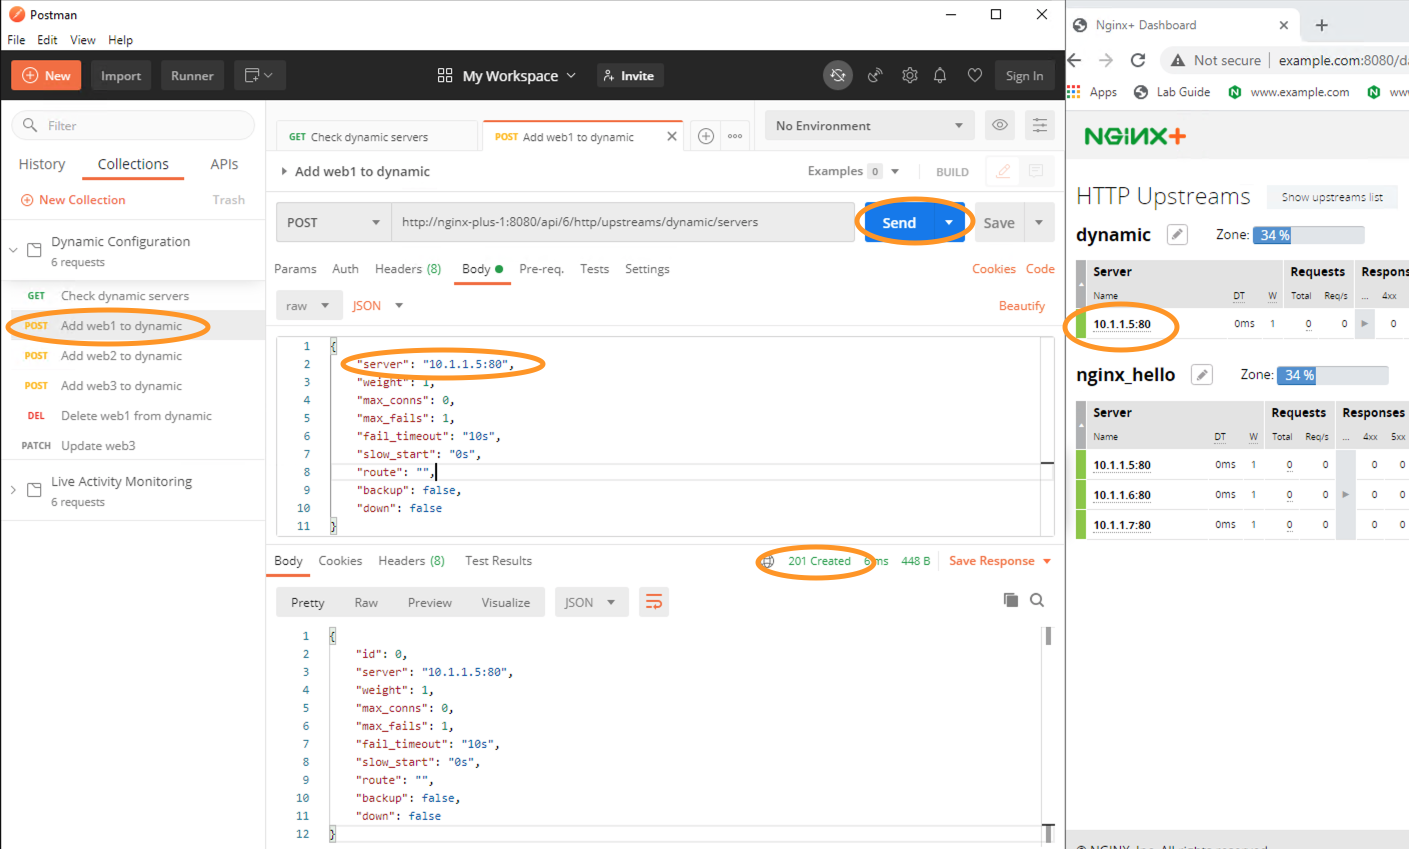 Postman
File Edit View Help
New Import Runner My Workspace Invite Sign In
Filter
History Collections APIs
New Collection Trash
Dynamic Configuration
6 requests
GET Check dynamic servers
POST Add web1 to dynamic
POST Add web2 to dynamic
POST Add web3 to dynamic
DEL Delete web1 from dynamic
PATCH Update web3
Live Activity Monitoring
6 requests
GET Check dynamic servers POST Add web1 to dynamic No Environment
Add web1 to dynamic Examples 0 BUILD
POST http://nginx-plus-1:8080/api/6/http/upstreams/dynamic/servers Send Save
Params Auth Headers (8) Body Pre-req. Tests Settings Cookies Code
raw JSON Beautify
1 {
2 "server": "10.1.1.5:80",
3 "weight": 1,
4 "max_conns": 0,
5 "max_fails": 1,
6 "fail_timeout": "10s",
7 "slow_start": "0s",
8 "route": "",
9 "backup": false,
10 "down": false
11 }
Body Cookies Headers (8) Test Results 201 Created 6 ms 448 B Save Response
Pretty Raw Preview Visualize JSON
1 {
2 "id": 0,
3 "server": "10.1.1.5:80",
4 "weight": 1,
5 "max_conns": 0,
6 "max_fails": 1,
7 "fail_timeout": "10s",
8 "slow_start": "0s",
9 "route": "",
10 "backup": false,
11 "down": false
12 }
Nginx+ Dashboard
Not secure example.com:8080/da
Apps Lab Guide www.example.com ww
NGINX+
HTTP Upstreams Show upstreams list
dynamic Zone: 34 %
Server Requests Respons
Name DT W Total Req/s ... 4xx
10.1.1.5:80 0ms 1 0 0 0
nginx_hello Zone: 34 %
Server Requests Responses
Name DT W Total Req/s ... 4xx 5xx
10.1.1.5:80 0ms 1 0 0 0 0
10.1.1.6:80 0ms 1 0 0 0 0
10.1.1.7:80 0ms 1 0 0 0 0